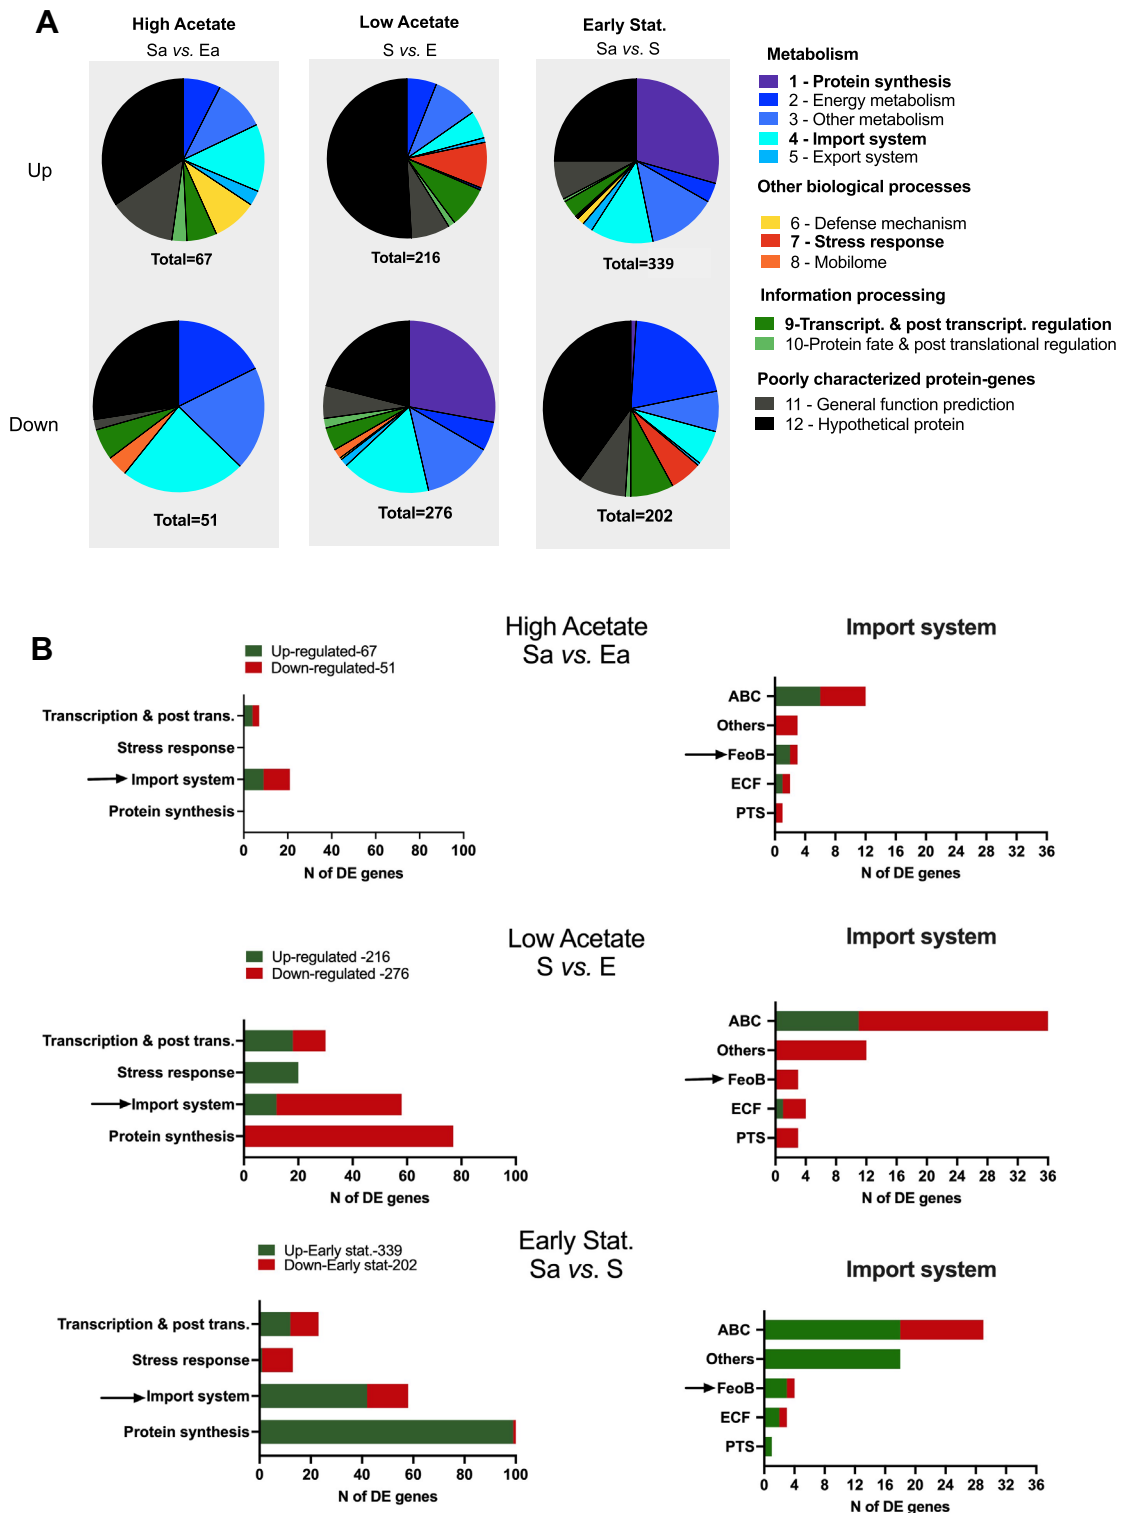 A
High Acetate
Sa vs. Ea
Low Acetate
S vs. E
Early Stat.
Sa vs. S
Up
Total=67
Total=216
Total=339
Down
Total=51
Total=276
Total=202
Metabolism
1 - Protein synthesis
2 - Energy metabolism
3 - Other metabolism
4 - Import system
5 - Export system
Other biological processes
6 - Defense mechanism
7 - Stress response
8 - Mobilome
Information processing
9-Transcript. & post transcript. regulation
10-Protein fate & post translational regulation
Poorly characterized protein-genes
11 - General function prediction
12 - Hypothetical protein
B
High Acetate
Sa vs. Ea
Up-regulated-67
Down-regulated-51
Transcription & post trans.
Stress response
Import system
Protein synthesis
0 20 40 60 80 100
N of DE genes
Import system
ABC
Others
FeoB
ECF
PTS
0 4 8 12 16 20 24 28 32 36
N of DE genes
Low Acetate
S vs. E
Up-regulated -216
Down-regulated -276
Transcription & post trans.
Stress response
Import system
Protein synthesis
0 20 40 60 80 100
N of DE genes
Import system
ABC
Others
FeoB
ECF
PTS
0 4 8 12 16 20 24 28 32 36
N of DE genes
Early Stat.
Sa vs. S
Up-Early stat.-339
Down-Early stat-202
Transcription & post trans.
Stress response
Import system
Protein synthesis
0 20 40 60 80 100
N of DE genes
Import system
ABC
Others
FeoB
ECF
PTS
0 4 8 12 16 20 24 28 32 36
N of DE genes